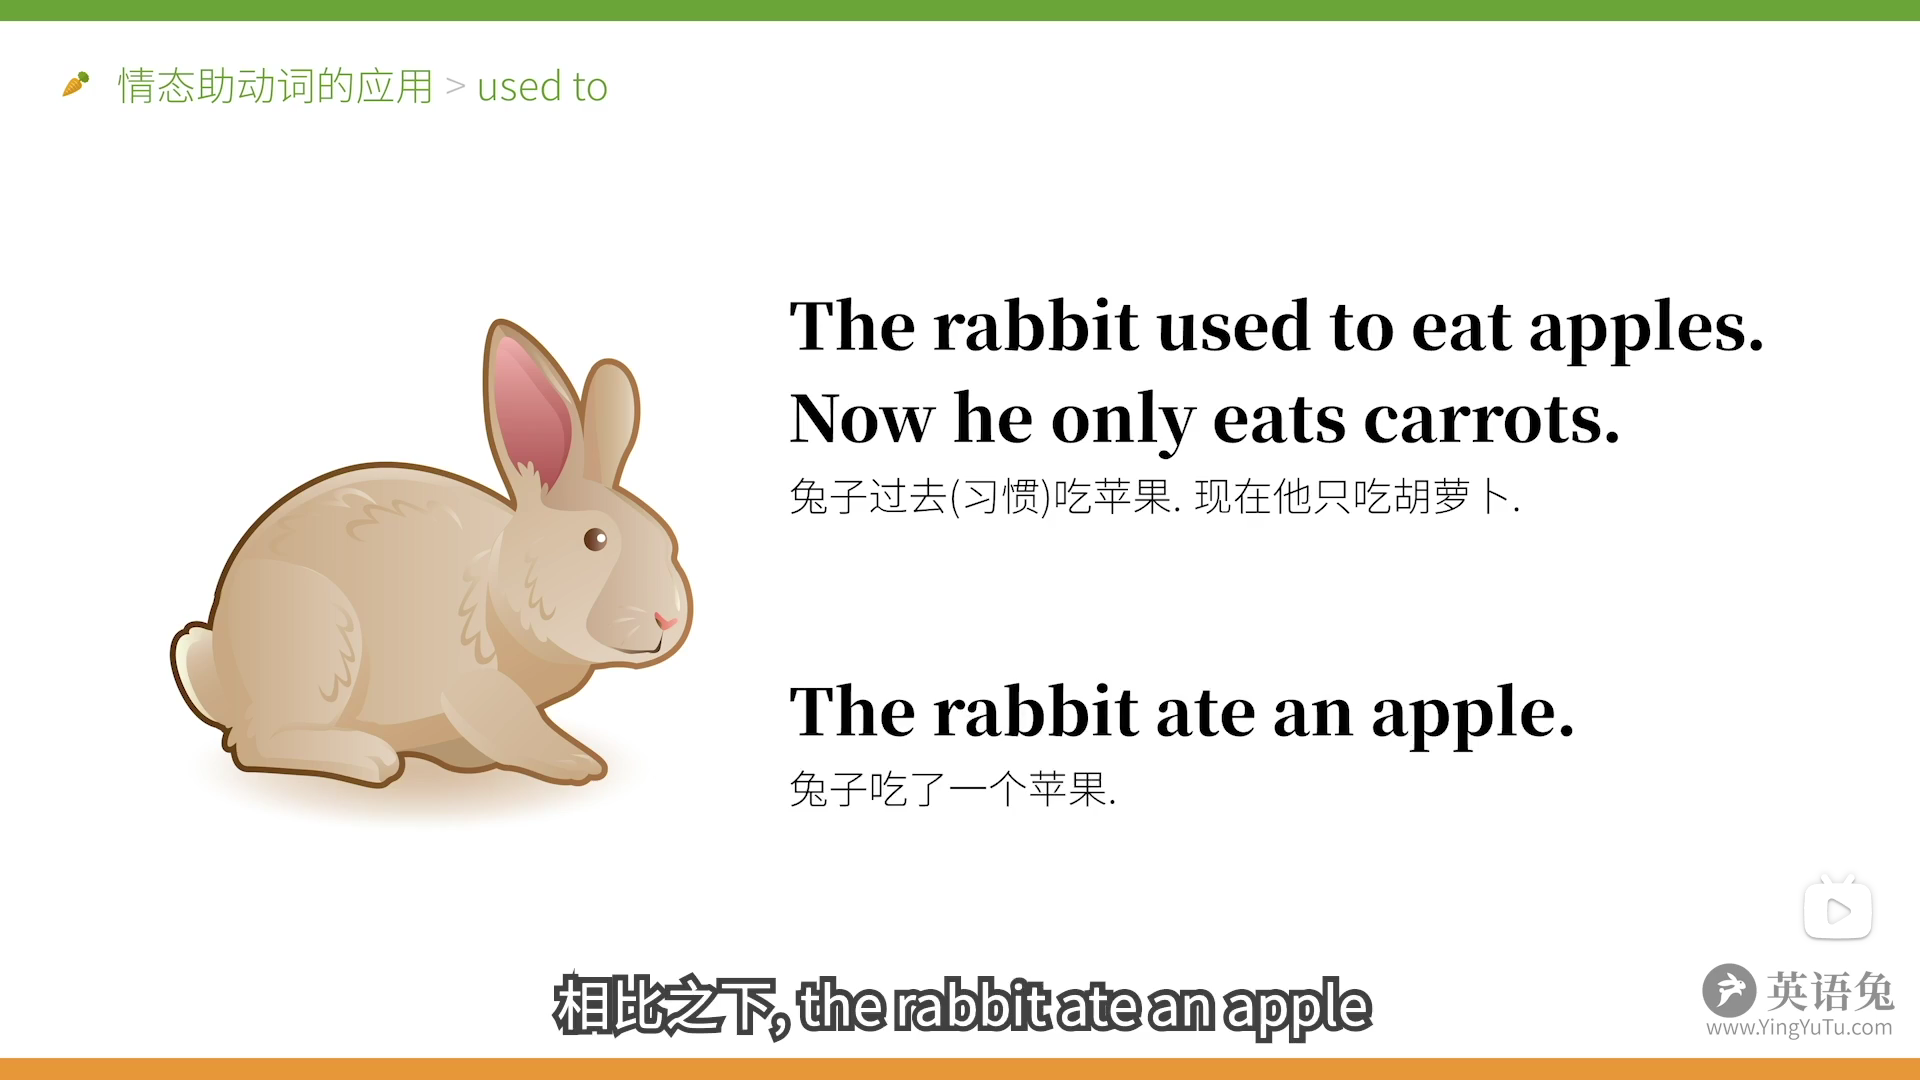 情态助动词的应用 > used to
The rabbit used to eat apples.
Now he only eats carrots.
兔子过去(习惯)吃苹果. 现在他只吃胡萝卜.
The rabbit ate an apple.
兔子吃了一个苹果.
相比之下, the rabbit ate an apple
英语兔
www.YingYuTu.com